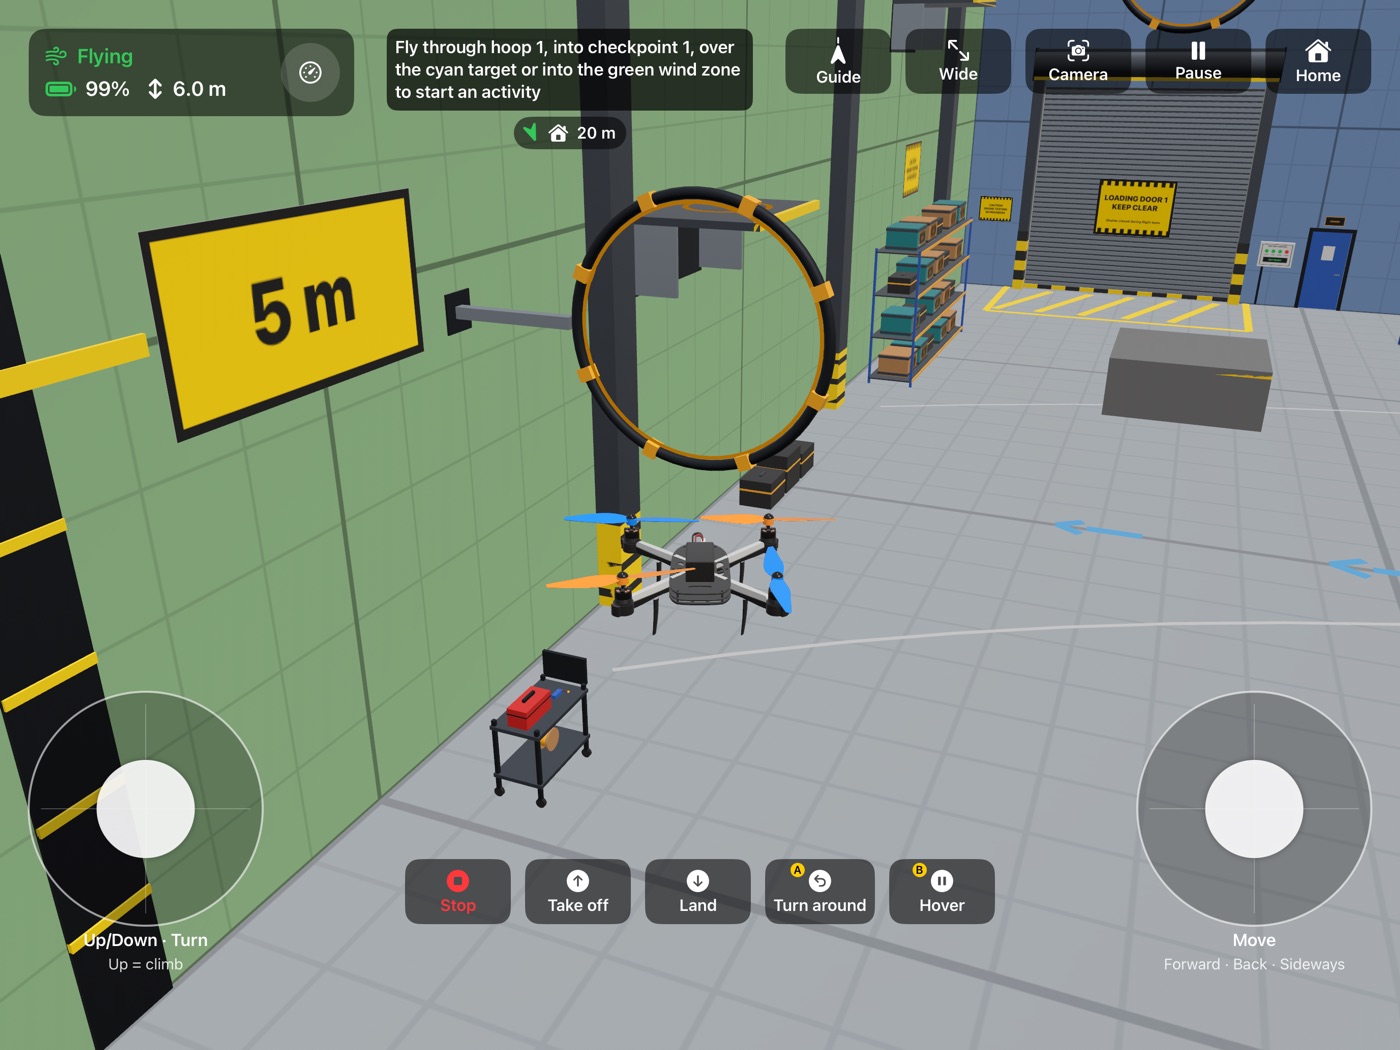 Flying
99%
6.0 m
Fly through hoop 1, into checkpoint 1, over
the cyan target or into the green wind zone
to start an activity
20 m
Guide
Wide
Camera
Pause
Home
5 m
LOADING DOOR 1
KEEP CLEAR
Stop
Take off
Land
A
Turn around
B
Hover
Up/Down · Turn
Up = climb
Move
Forward · Back · Sideways